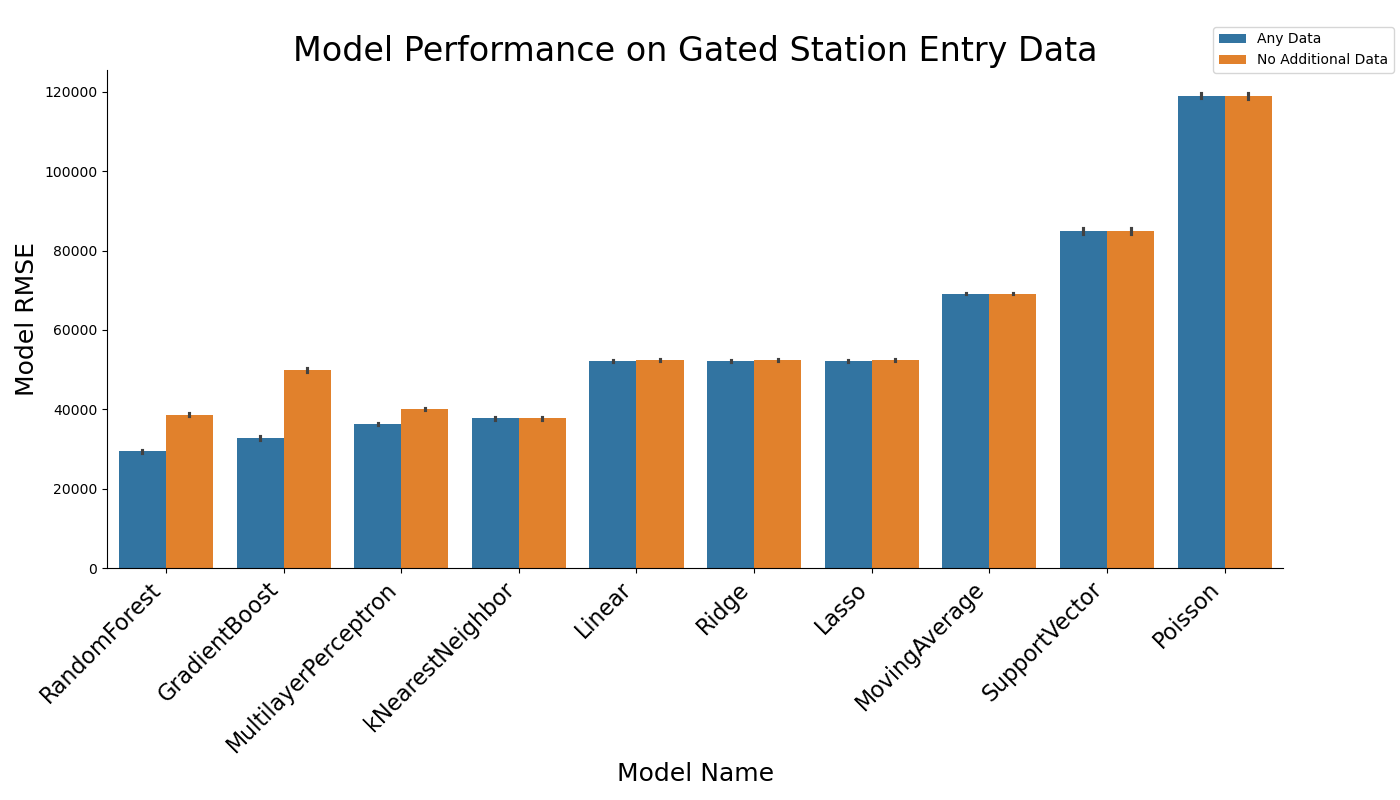 Model Performance on Gated Station Entry Data
Any Data
No Additional Data
Model RMSE
120000
100000
80000
60000
40000
20000
0
RandomForest
GradientBoost
MultilayerPerceptron
kNearestNeighbor
Linear
Ridge
Lasso
MovingAverage
SupportVector
Poisson
Model Name